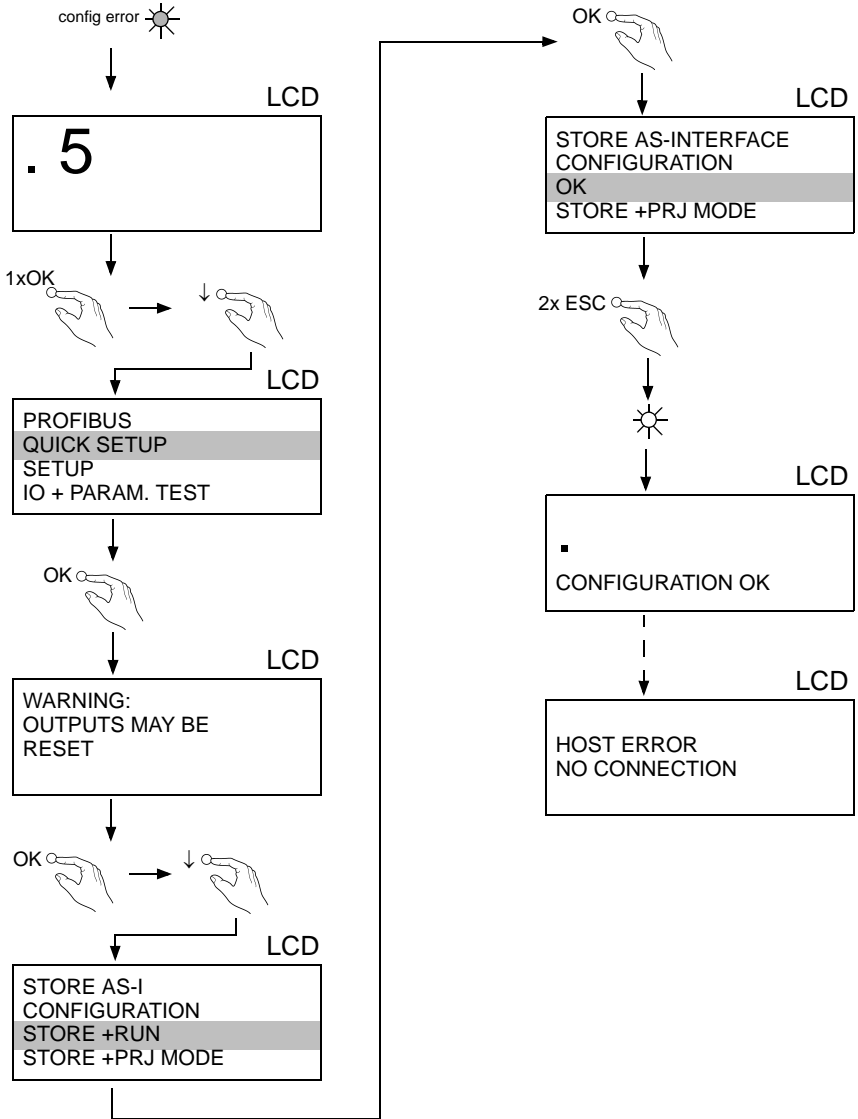 config error
LCD
. 5
1xOK
↓
LCD
PROFIBUS
QUICK SETUP
SETUP
IO + PARAM. TEST
OK
LCD
WARNING:
OUTPUTS MAY BE
RESET
OK
↓
LCD
STORE AS-I
CONFIGURATION
STORE +RUN
STORE +PRJ MODE
OK
LCD
STORE AS-INTERFACE
CONFIGURATION
OK
STORE +PRJ MODE
2x ESC
LCD
.
CONFIGURATION OK
LCD
HOST ERROR
NO CONNECTION